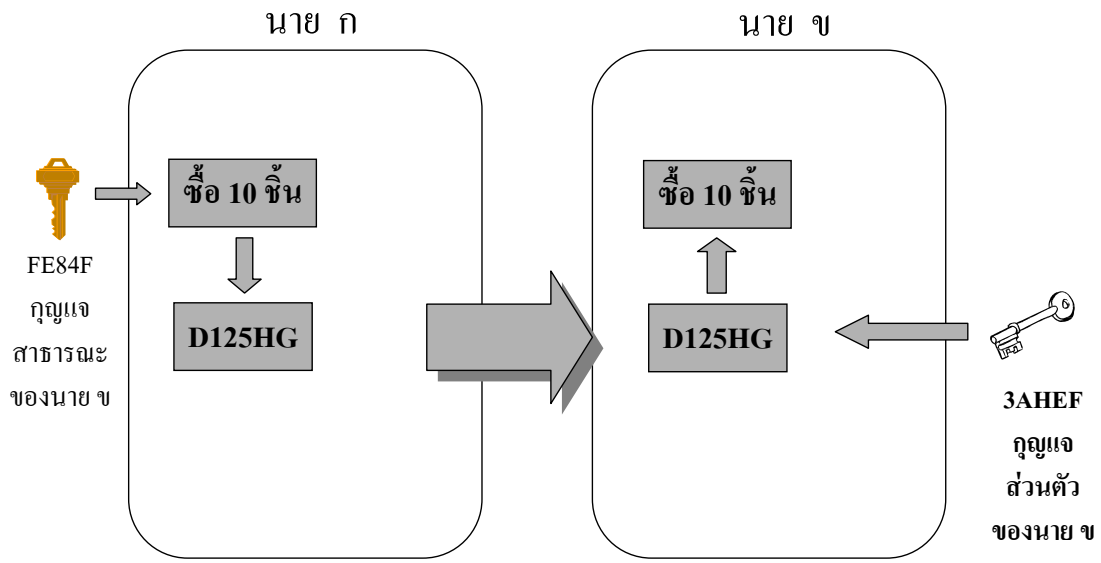 นาย ก
นาย ข
ซื้อ 10 ชิ้น
D125HG
FE84F
กุญแจ
สาธารณะ
ของนาย ข
ซื้อ 10 ชิ้น
D125HG
3AHEF
กุญแจ
ส่วนตัว
ของนาย ข